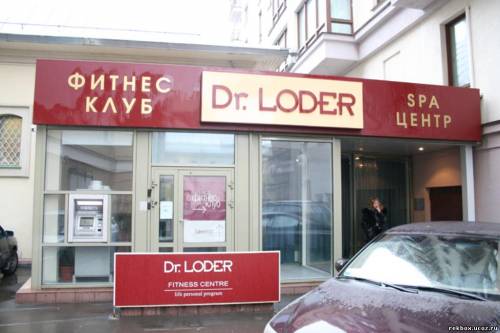 ФИТНЕС
КЛУБ
Dr. LODER
SPA
ЦЕНТР
Dr. LODER
FITNESS CENTRE
life personal program
rekbox.ucoz.ru